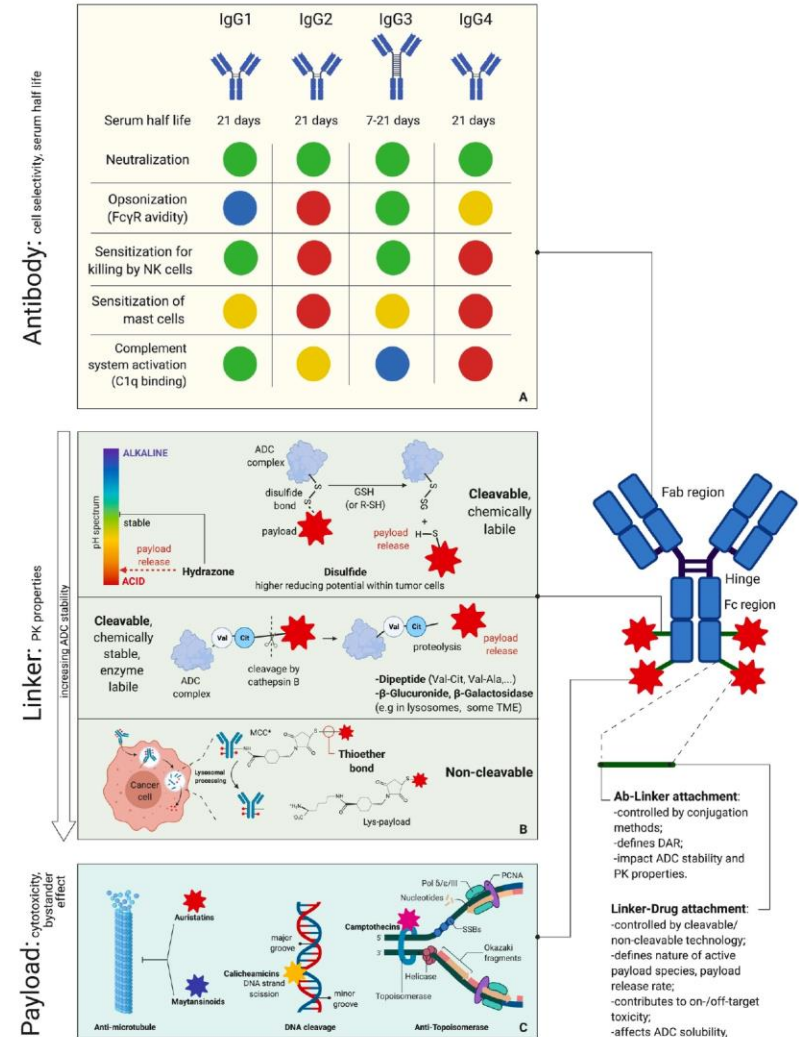 Antibody: cell selectivity, serum half life
IgG1 IgG2 IgG3 IgG4
Serum half life 21 days 21 days 7-21 days 21 days
Neutralization
Opsonization
(FcγR avidity)
Sensitization for
killing by NK cells
Sensitization of
mast cells
Complement
system activation
(C1q binding)
A
Linker: PK properties
increasing ADC stability
ALKALINE
pH spectrum
stable
payload
release
ACID
Hydrazone
ADC
complex
disulfide
bond
payload
S
S
GSH
(or R-SH)
S
SG
+
H
S
payload
release
Disulfide
higher reducing potential within tumor cells
Cleavable,
chemically
labile
Cleavable,
chemically
stable,
enzyme
labile
ADC
complex
Val Cit
cleavage by
cathepsin B
Val Cit
proteolysis
payload
release
-Dipeptide (Val-Cit, Val-Ala,...)
-β-Glucuronide, β-Galactosidase
(e.g in lysosomes, some TME)
Cancer
cell
Lysosomal
processing
MCC*
Thioether
bond
Lys-payload
Non-cleavable
B
Payload: cytotoxicity,
bystander
effect
Auristatins
Maytansinoids
Anti-microtubule
major
groove
Calicheamicins
DNA strand
scission
minor
groove
DNA cleavage
Pol δ/ε/III
PCNA
Nucleotides
Camptothecins
SSBs
5'
3'
Okazaki
fragments
Helicase
Topoisomerase
Anti-Topoisomerase
C
Fab region
Hinge
Fc region
Ab-Linker attachment:
-controlled by conjugation
methods;
-defines DAR;
-impact ADC stability and
PK properties.
Linker-Drug attachment:
-controlled by cleavable/
non-cleavable technology;
-defines nature of active
payload species, payload
release rate;
-contributes to on-/off-target
toxicity;
-affects ADC solubility,